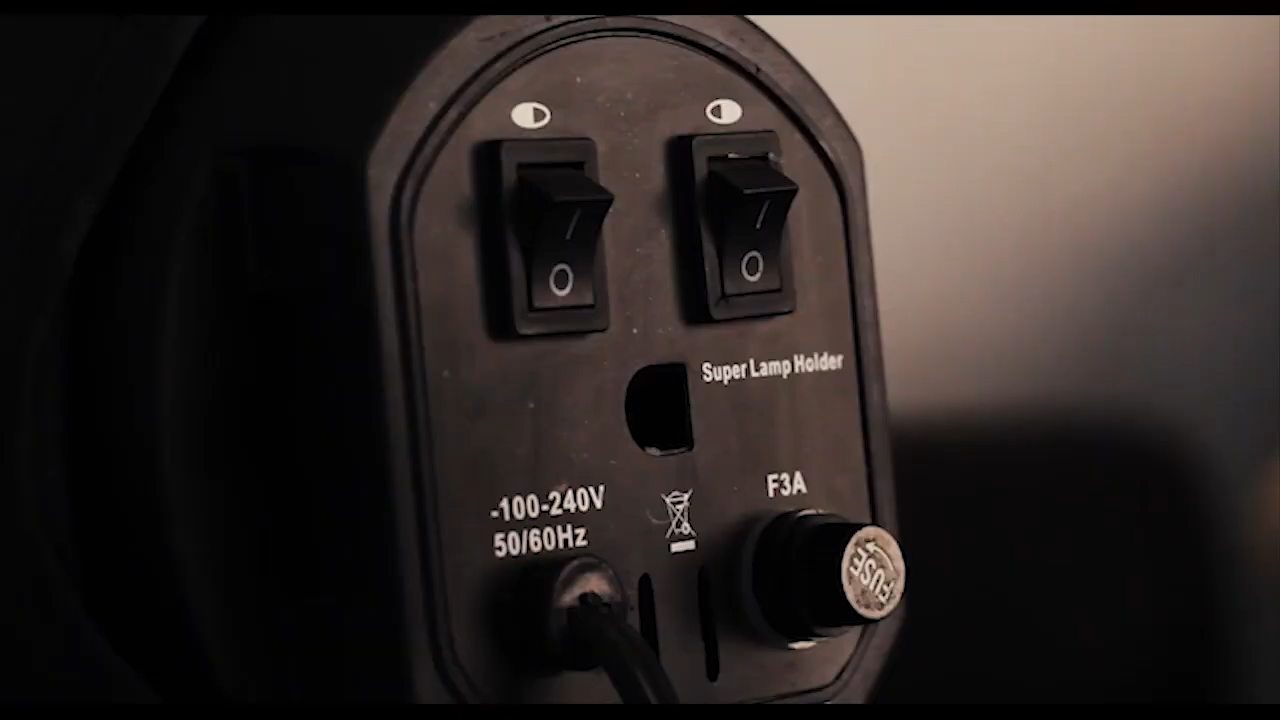 I
I
O
O
Super Lamp Holder
-100-240V
50/60Hz
F3A
FUSE